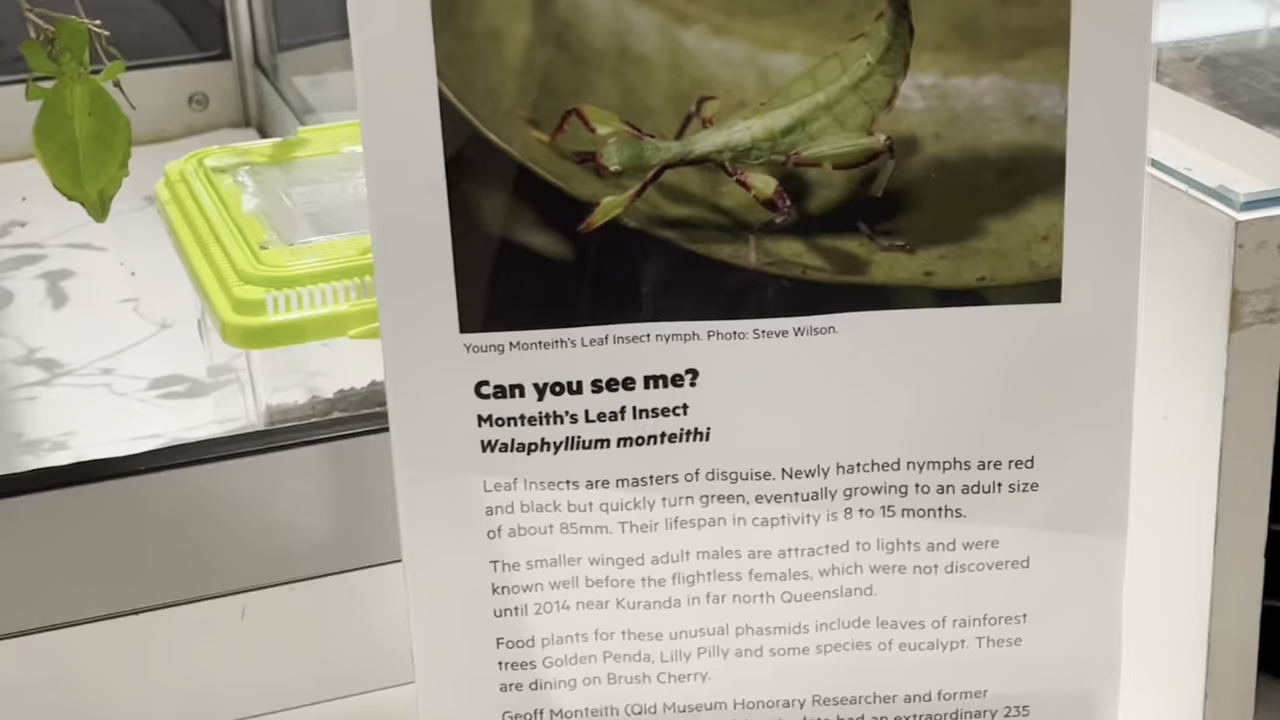 Young Monteith's Leaf Insect nymph. Photo: Steve Wilson.
Can you see me?
Monteith's Leaf Insect
Walaphyllium monteithi
Leaf Insects are masters of disguise. Newly hatched nymphs are red
and black but quickly turn green, eventually growing to an adult size
of about 85mm. Their lifespan in captivity is 8 to 15 months.
The smaller winged adult males are attracted to lights and were
known well before the flightless females, which were not discovered
until 2014 near Kuranda in far north Queensland.
Food plants for these unusual phasmids include leaves of rainforest
trees Golden Penda, Lilly Pilly and some species of eucalypt. These
are dining on Brush Cherry.
Geoff Monteith (Qld Museum Honorary Researcher and former
had an extraordinary 235